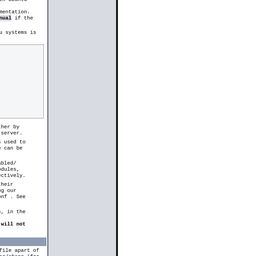 mentation.
nual if the
u systems is
her by
server.
used to
can be
bled/
dules,
ctively.
heir
g our
nf . See
, in the
will not
file apart of